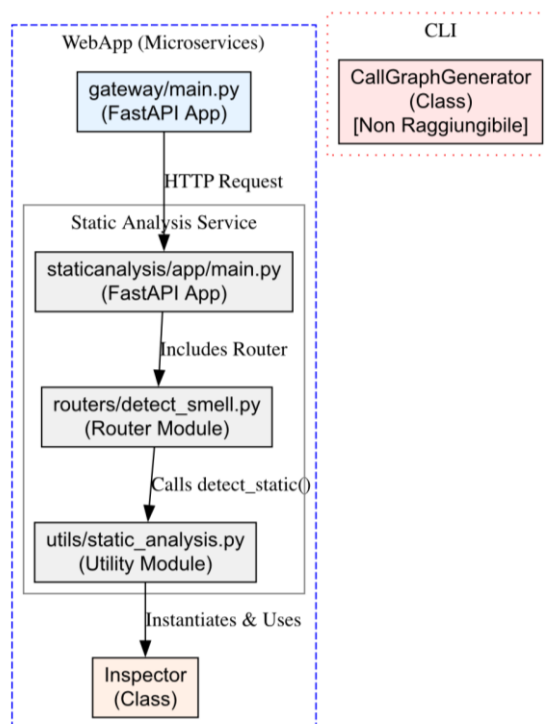 WebApp (Microservices)
gateway/main.py
(FastAPI App)
HTTP Request
Static Analysis Service
staticanalysis/app/main.py
(FastAPI App)
Includes Router
routers/detect_smell.py
(Router Module)
Calls detect_static()
utils/static_analysis.py
(Utility Module)
Instantiates & Uses
Inspector
(Class)
CLI
CallGraphGenerator
(Class)
[Non Raggiungibile]